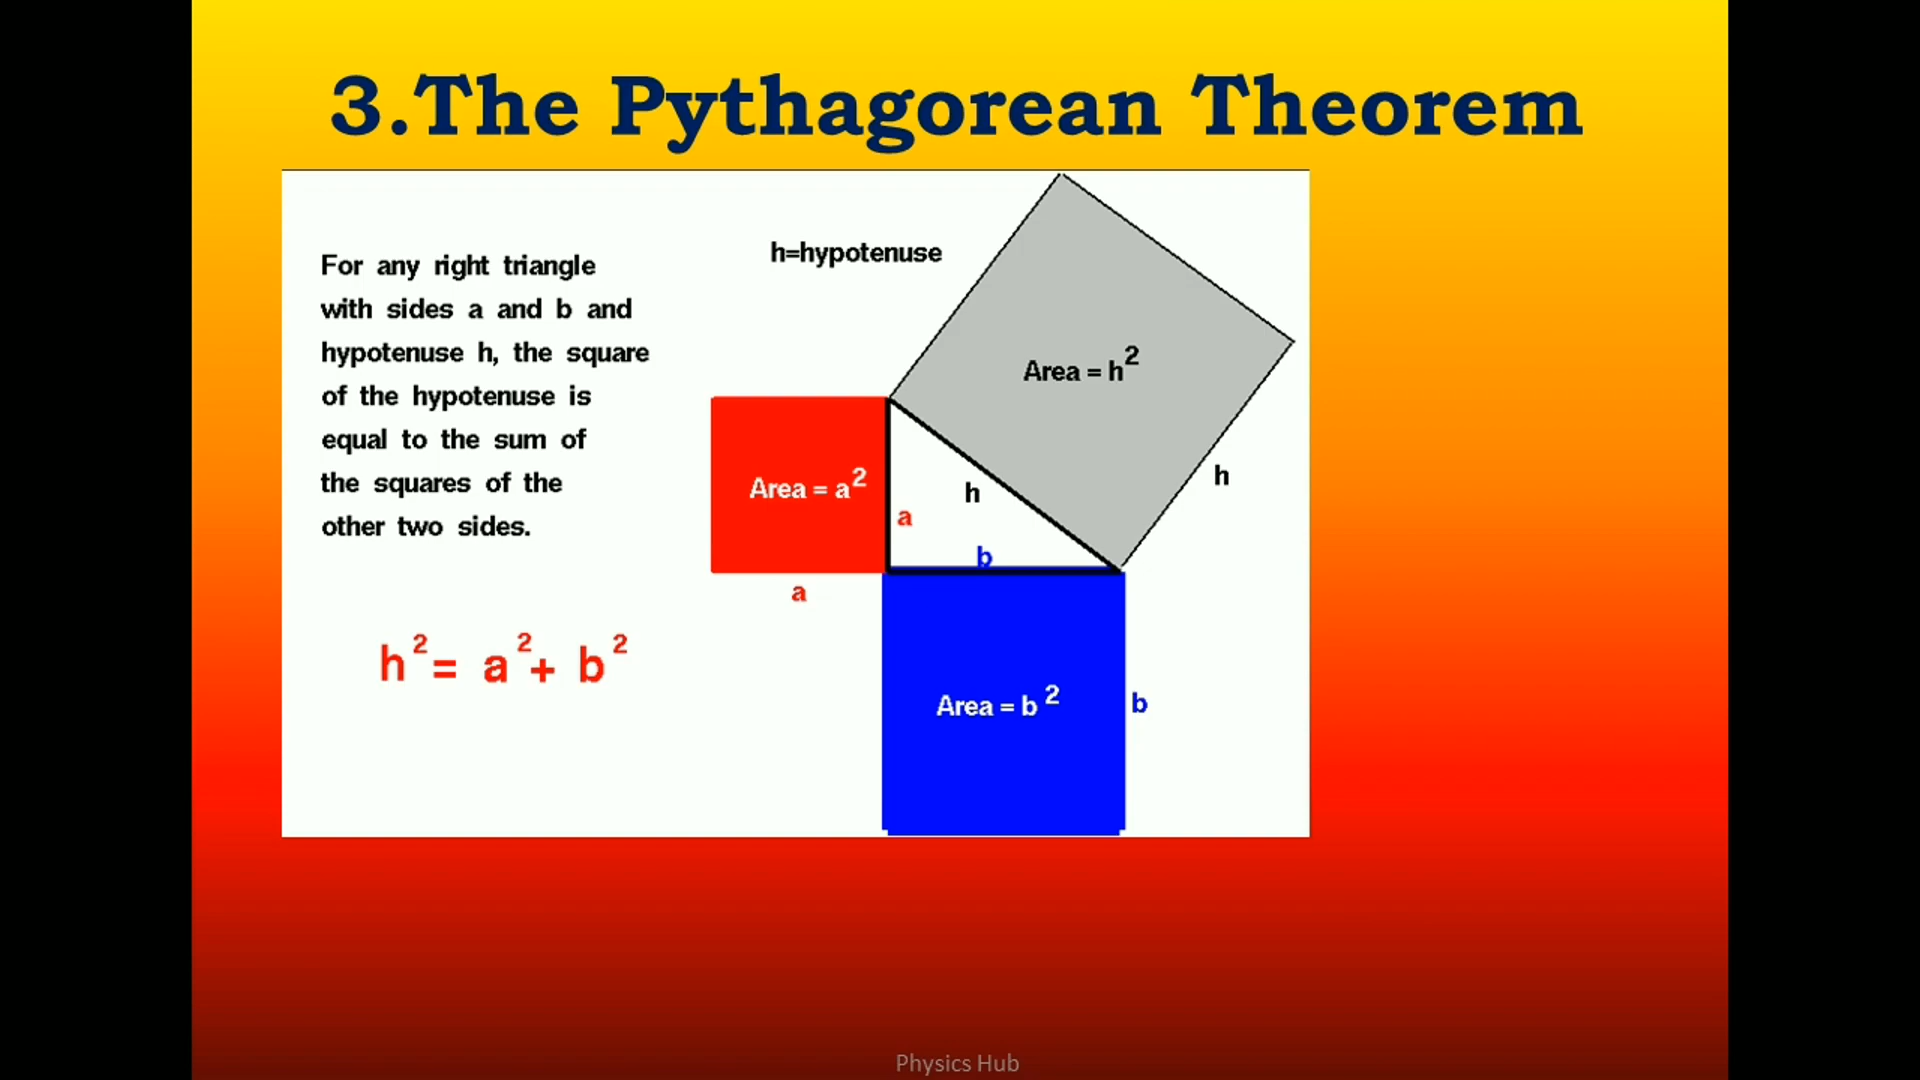 3.The Pythagorean Theorem
For any right triangle
with sides a and b and
hypotenuse h, the square
of the hypotenuse is
equal to the sum of
the squares of the
other two sides.
h² = a² + b²
h=hypotenuse
Area = h²
h
Area = a²
h
a
b
a
Area = b²
b
Physics Hub